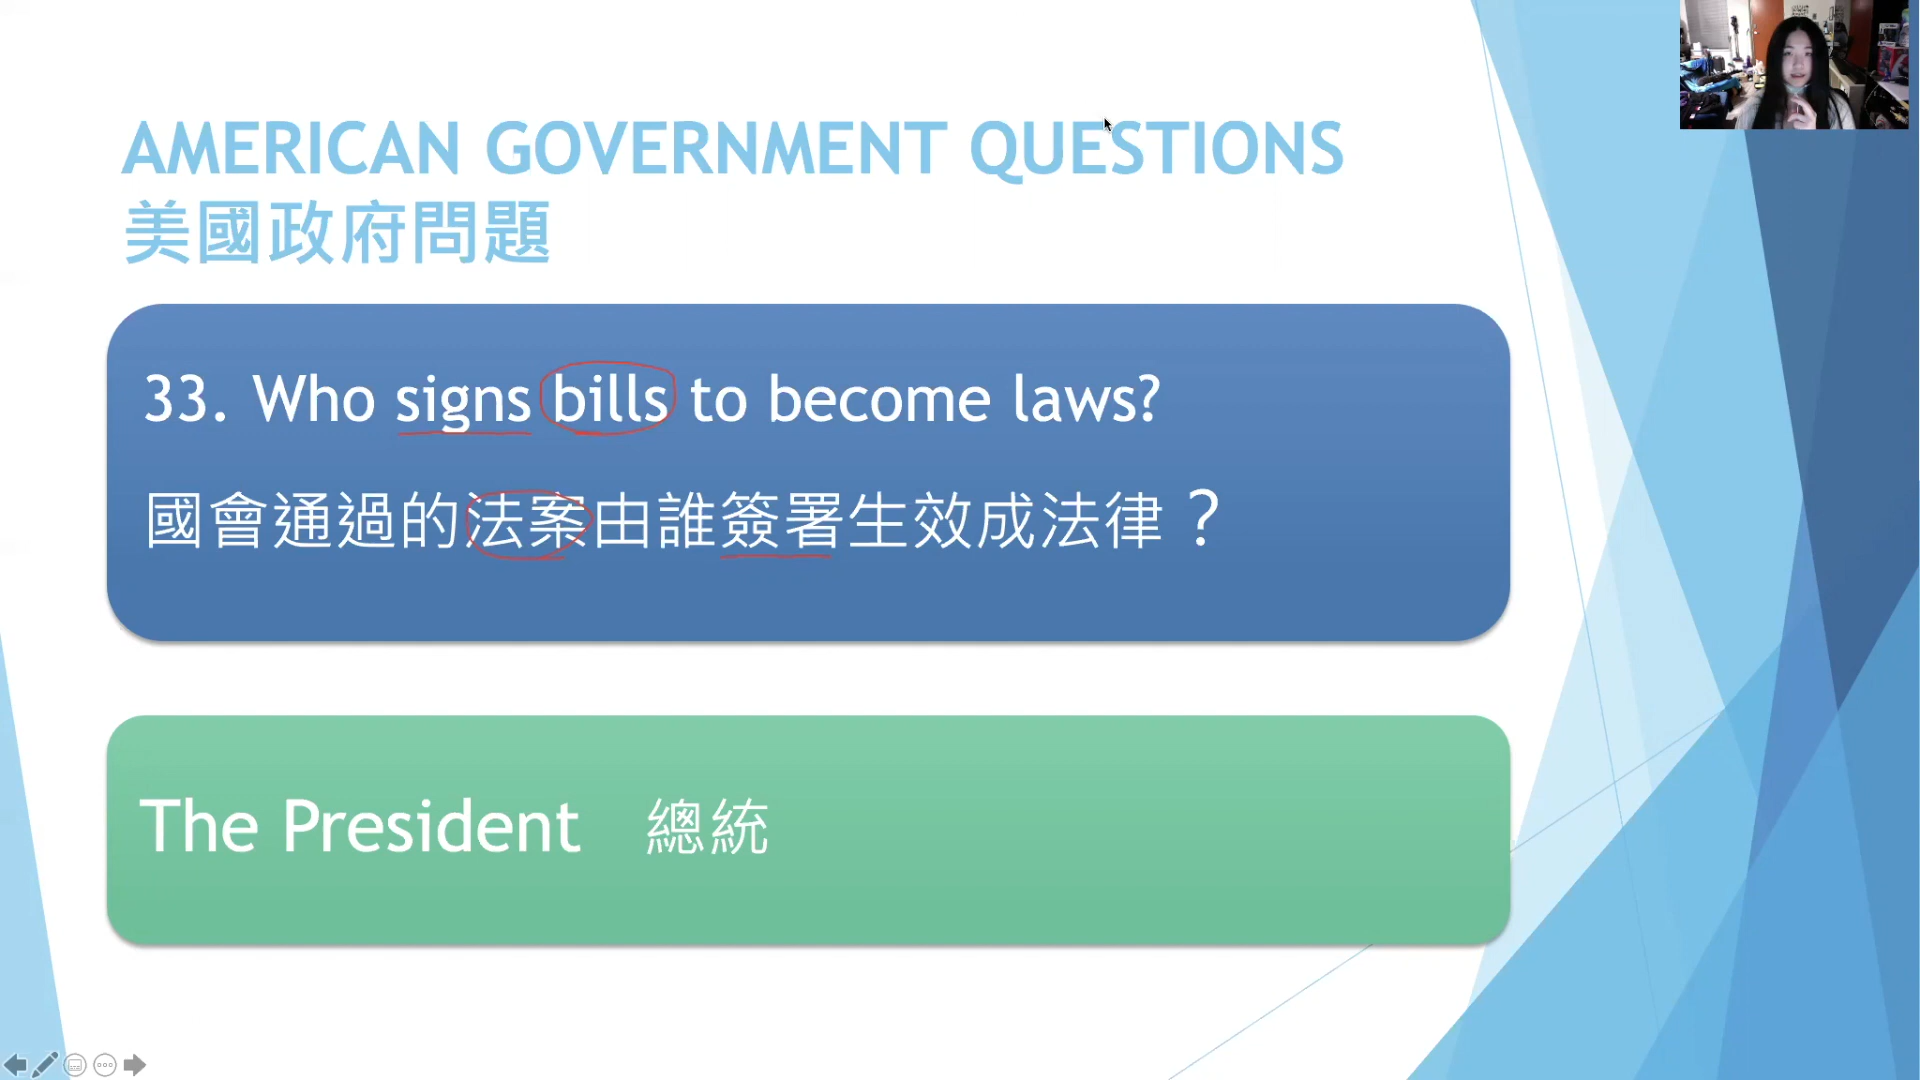 AMERICAN GOVERNMENT QUESTIONS
美國政府問題
33. Who signs bills to become laws?
國會通過的法案由誰簽署生效成法律？
The President 總統